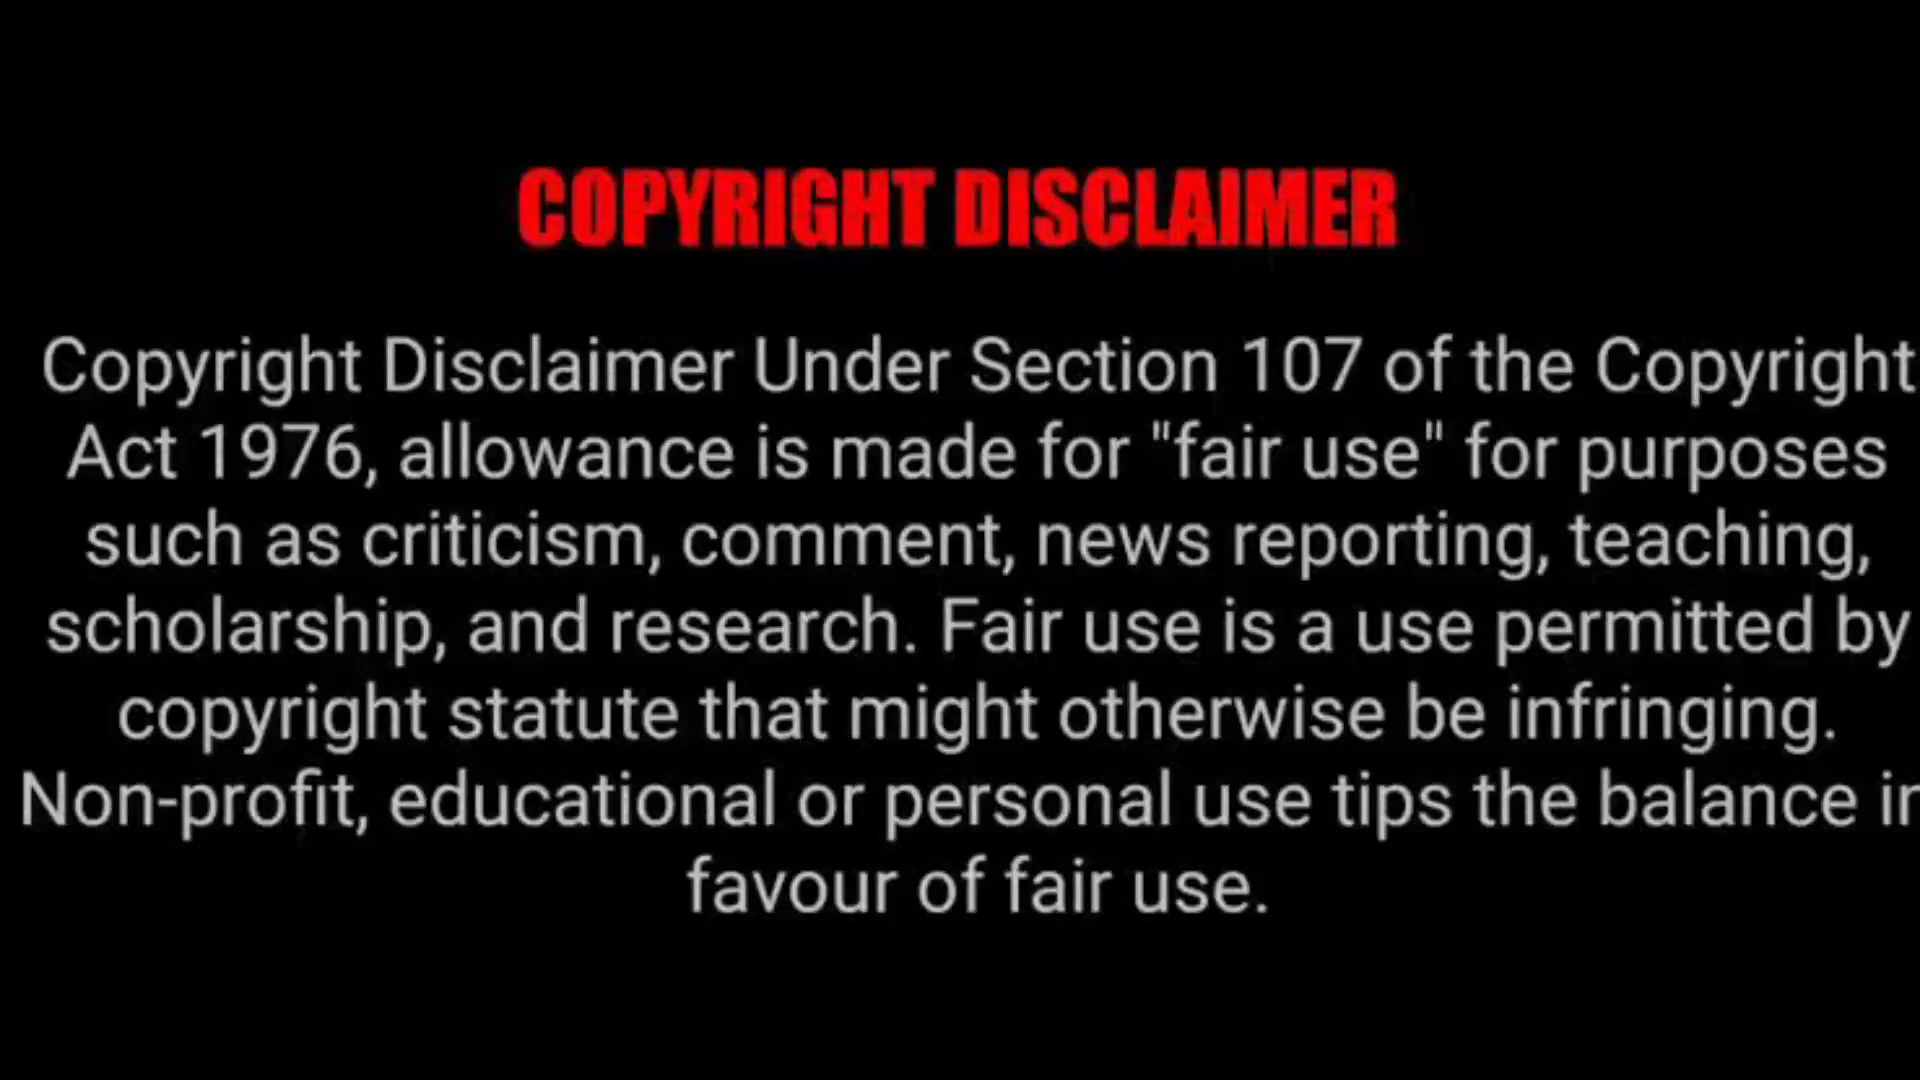 COPYRIGHT DISCLAIMER
Copyright Disclaimer Under Section 107 of the Copyright
Act 1976, allowance is made for "fair use" for purposes
such as criticism, comment, news reporting, teaching,
scholarship, and research. Fair use is a use permitted by
copyright statute that might otherwise be infringing.
Non-profit, educational or personal use tips the balance in
favour of fair use.